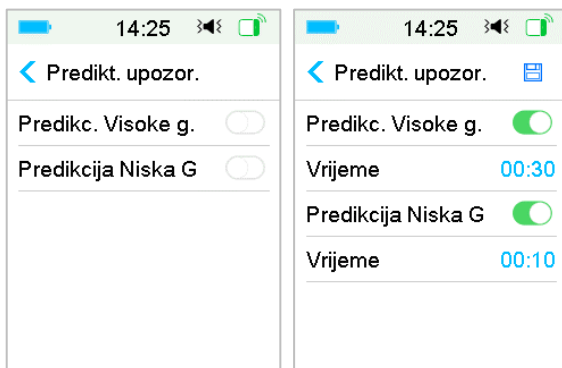 14:25
Predikt. upozor.
Predikc. Visoke g.
Predikcija Niska G
14:25
Predikt. upozor.
Predikc. Visoke g.
Vrijeme 00:30
Predikcija Niska G
Vrijeme 00:10